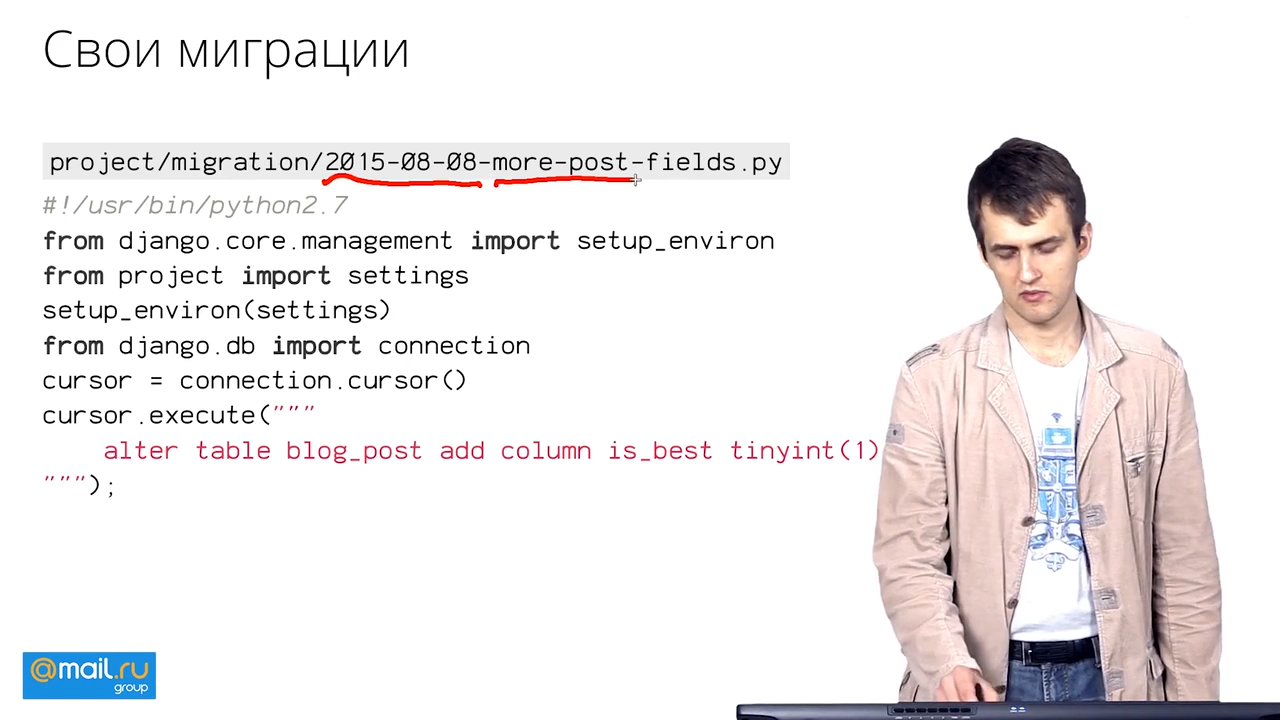 Свои миграции
project/migration/2015-08-08-more-post-fields.py
#!/usr/bin/python2.7
from django.core.management import setup_environ
from project import settings
setup_environ(settings)
from django.db import connection
cursor = connection.cursor()
cursor.execute("""
    alter table blog_post add column is_best tinyint(1)
""");
@mail.ru
group